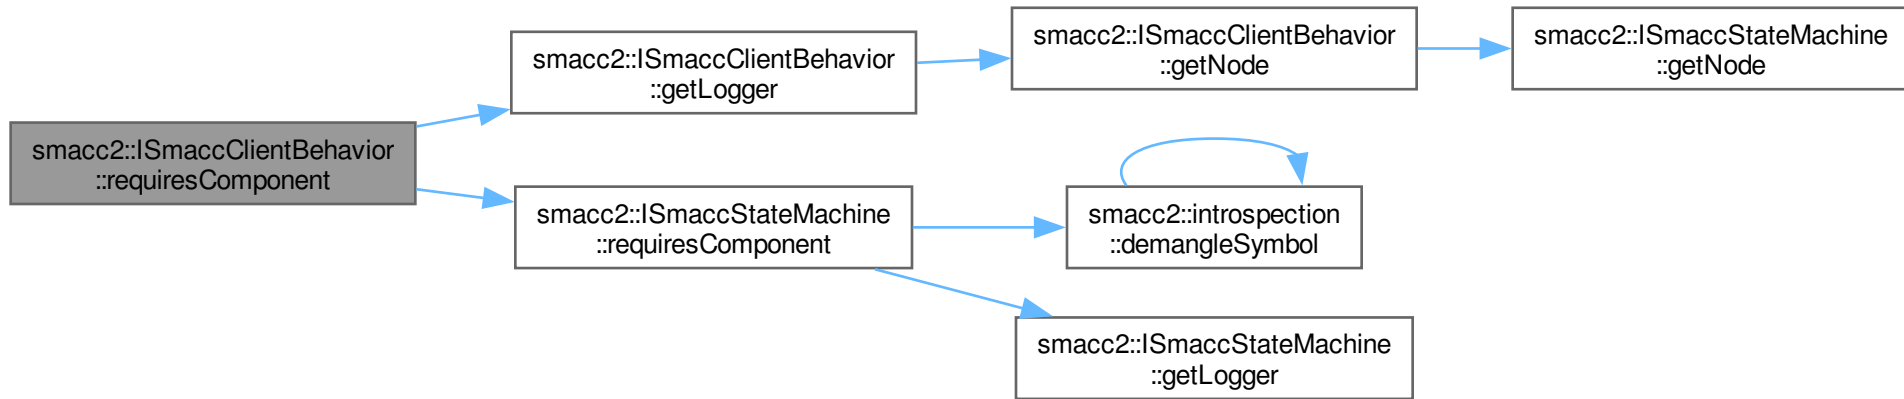 smacc2::ISmaccClientBehavior
::requiresComponent
smacc2::ISmaccClientBehavior
::getLogger
smacc2::ISmaccClientBehavior
::getNode
smacc2::ISmaccStateMachine
::getNode
smacc2::ISmaccStateMachine
::requiresComponent
smacc2::introspection
::demangleSymbol
smacc2::ISmaccStateMachine
::getLogger